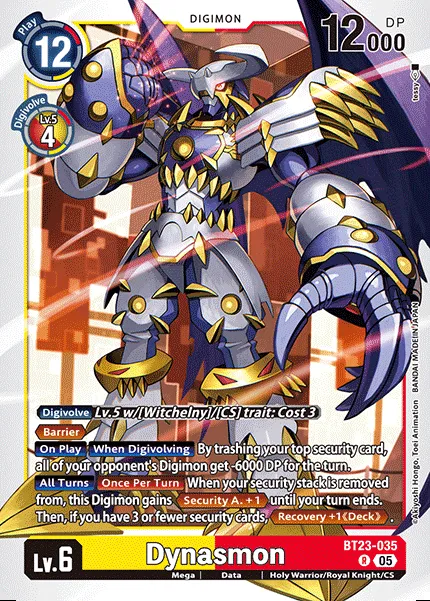 Play
12
DIGIMON
12000
DP
Digivolve
Lv.5
4
tessy
Digivolve Lv.5 w/[Witchelny]/[CS] trait: Cost 3
Barrier
On Play When Digivolving By trashing your top security card,
all of your opponent's Digimon get -6000 DP for the turn.
All Turns Once Per Turn When your security stack is removed
from, this Digimon gains Security A. +1 until your turn ends.
Then, if you have 3 or fewer security cards, Recovery +1《Deck》.
©Akiyoshi Hongo, Toei Animation BANDAI MADE IN JAPAN
Lv.6
Dynasmon
BT23-035
R 05
Mega Data Holy Warrior/Royal Knight/CS